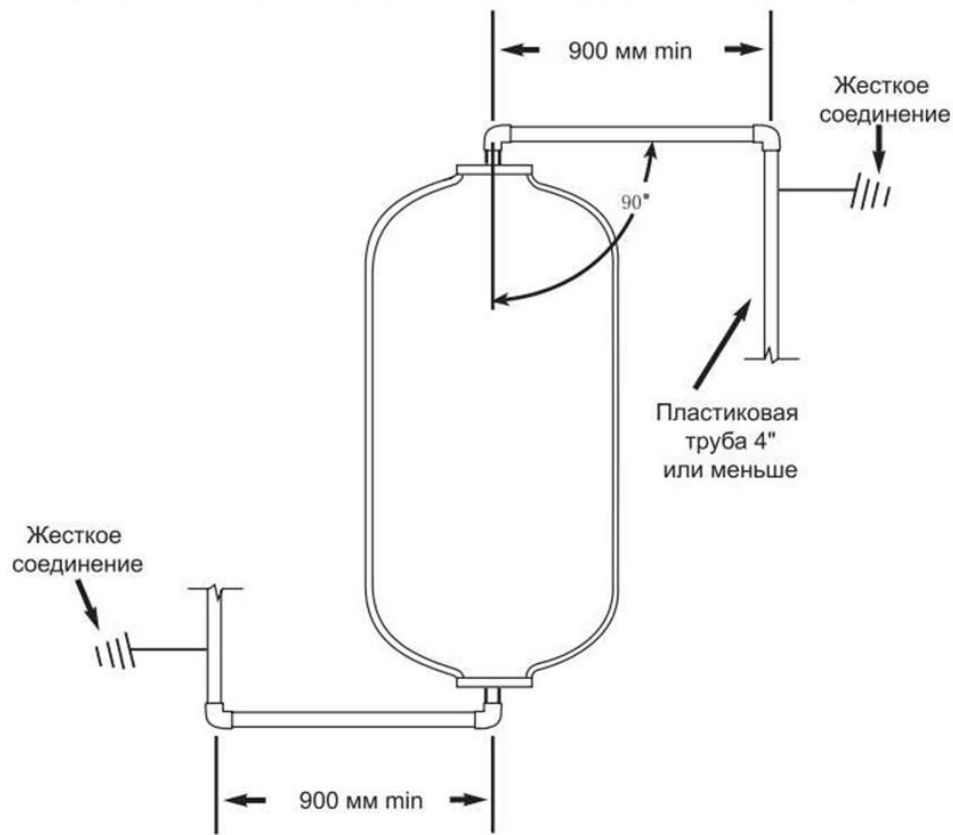 900 мм min
Жесткое
соединение
90°
Пластиковая
труба 4"
или меньше
Жесткое
соединение
900 мм min